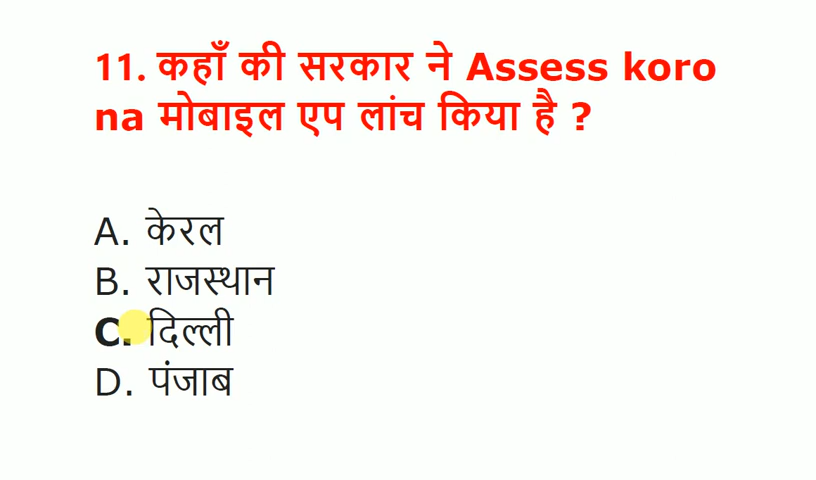 11. कहाँ की सरकार ने Assess koro
na मोबाइल एप लांच किया है ?
A. केरल
B. राजस्थान
C. दिल्ली
D. पंजाब